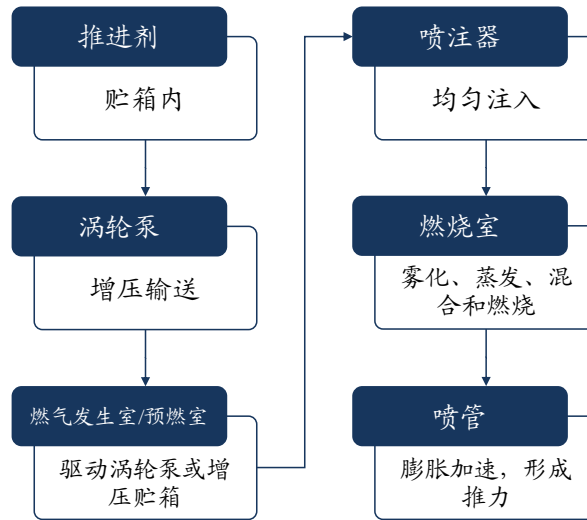 推进剂
贮箱内
涡轮泵
增压输送
燃气发生室/预燃室
驱动涡轮泵或增
压贮箱
喷注器
均匀注入
燃烧室
雾化、蒸发、混
合和燃烧
喷管
膨胀加速，形成
推力